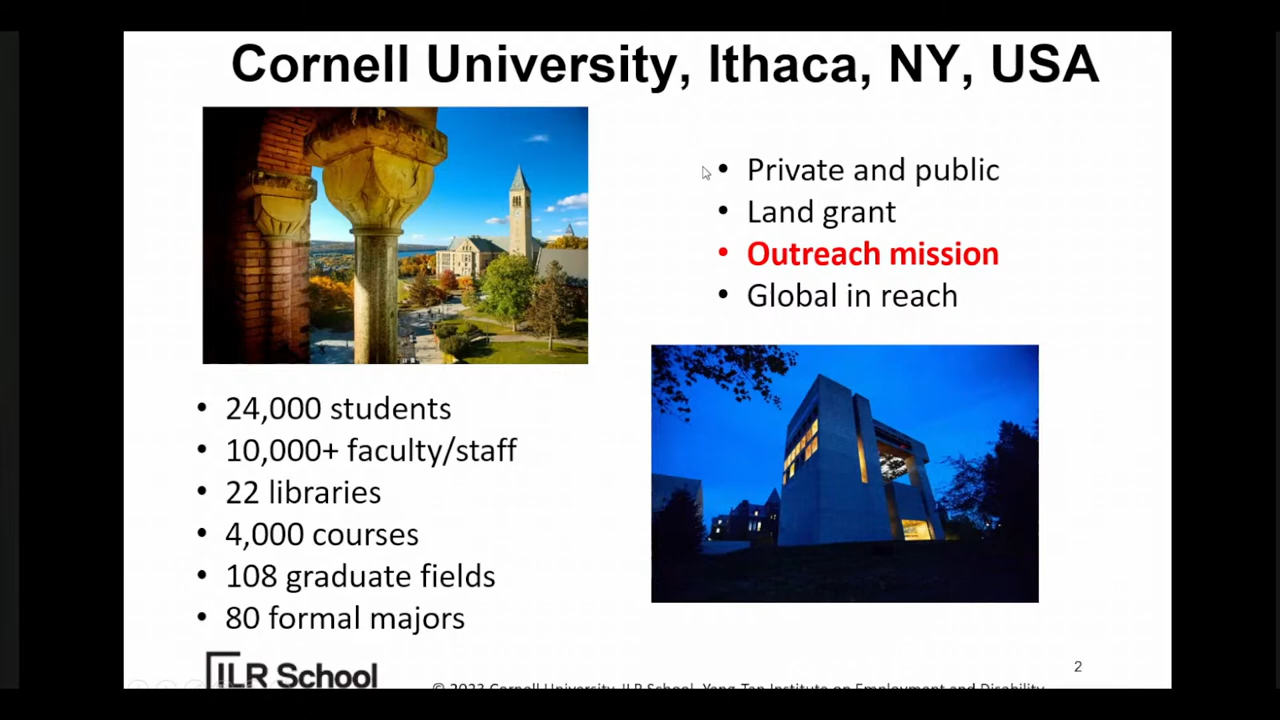 Cornell University, Ithaca, NY, USA
• Private and public
• Land grant
• Outreach mission
• Global in reach
• 24,000 students
• 10,000+ faculty/staff
• 22 libraries
• 4,000 courses
• 108 graduate fields
• 80 formal majors
ILR School
2
© 2023 Cornell University, ILR School, Yang-Tan Institute on Employment and Disability